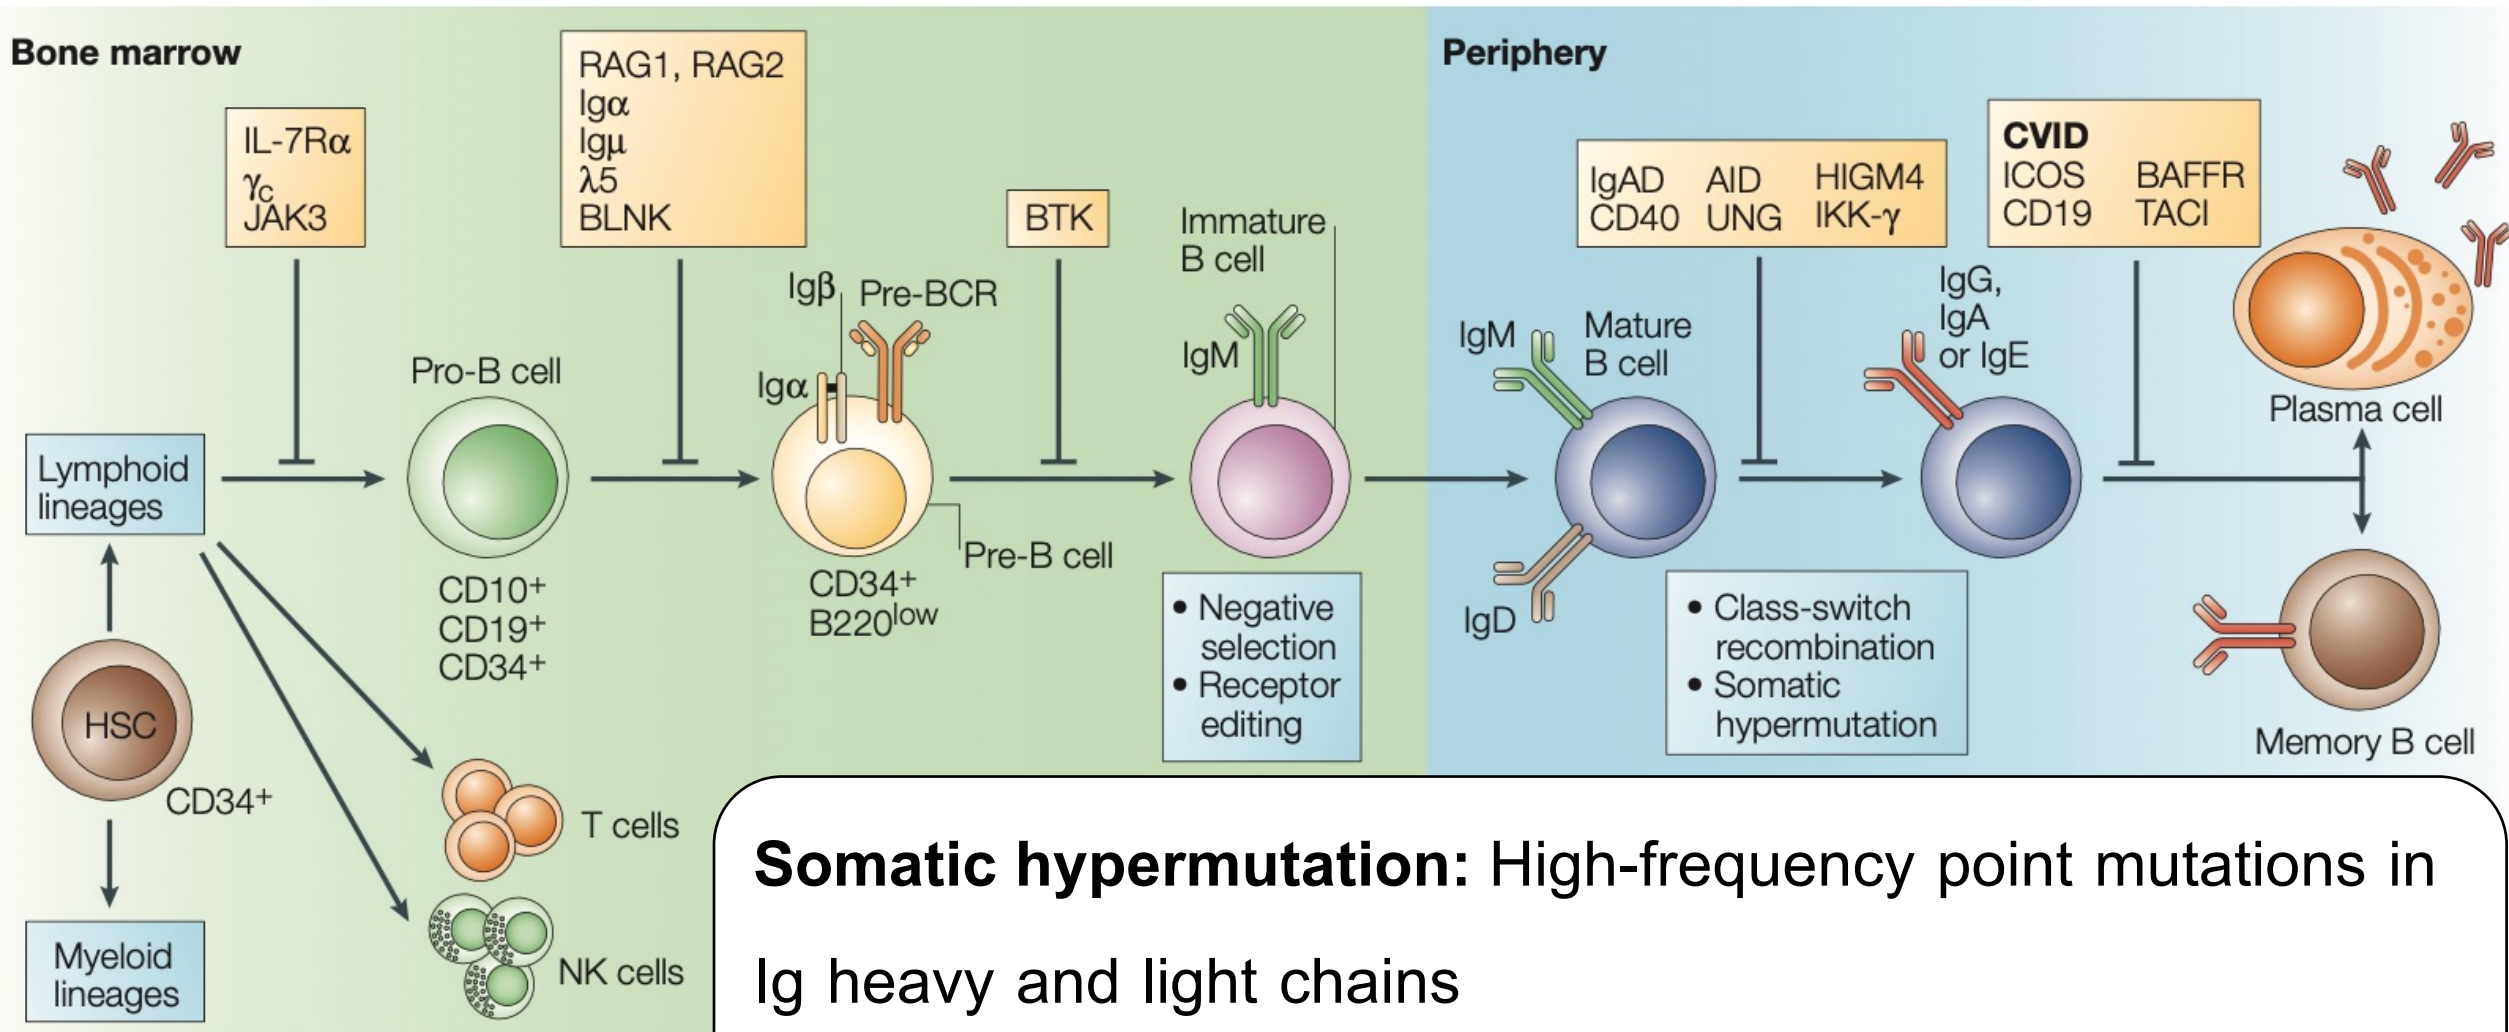 Bone marrow
Periphery
IL-7Rα
γc
JAK3
RAG1, RAG2
Igα
Igμ
λ5
BLNK
BTK
IgAD AID HIGM4
CD40 UNG IKK-γ
CVID
ICOS BAFFR
CD19 TACI
Lymphoid
lineages
Pro-B cell
CD10+
CD19+
CD34+
Igβ
Pre-BCR
Igα
Pre-B cell
CD34+
B220low
Immature
B cell
IgM
• Negative
selection
• Receptor
editing
IgM
Mature
B cell
IgD
• Class-switch
recombination
• Somatic
hypermutation
IgG,
IgA
or IgE
Plasma cell
Memory B cell
HSC
CD34+
T cells
NK cells
Myeloid
lineages
Somatic hypermutation: High-frequency point mutations in
Ig heavy and light chains